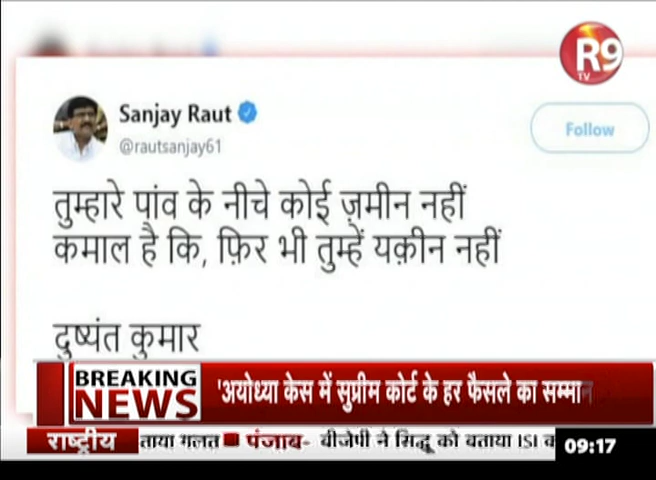 R9
TV
Sanjay Raut
@rautsanjay61
Follow
तुम्हारे पांव के नीचे कोई ज़मीन नहीं
कमाल है कि, फ़िर भी तुम्हें यक़ीन नहीं
दुष्यंत कुमार
BREAKING
NEWS
'अयोध्या केस में सुप्रीम कोर्ट के हर फैसले का सम्मान
राष्ट्रीय
ताया गलत पंजाब- बीजेपी ने सिद्धू को बताया ISI क
09:17